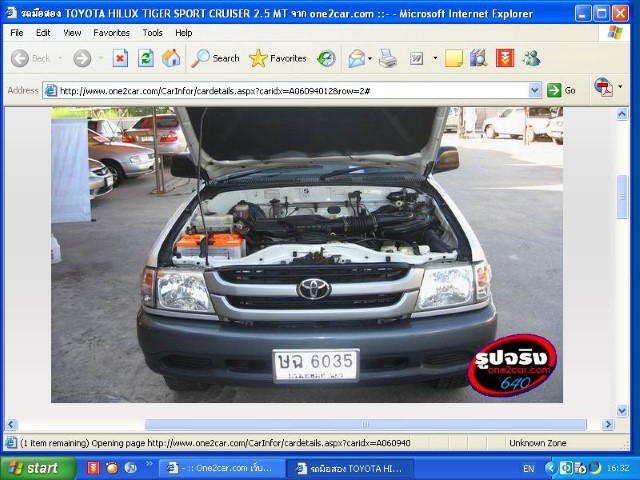 รถมือสอง TOYOTA HILUX TIGER SPORT CRUISER 2.5 MT จาก one2car.com ::- - Microsoft Internet Explorer
File Edit View Favorites Tools Help
Back Search Favorites
Address http://www.one2car.com/CarInfor/cardetails.aspx?caridx=A06094012&row=2# Go
ษฉ 6035
รูปจริง
one2car.com
640
(1 item remaining) Opening page http://www.one2car.com/CarInfor/cardetails.aspx?caridx=A060940 Unknown Zone
start - :: One2car.com เว็บ... รถมือสอง TOYOTA HI... EN 16:32